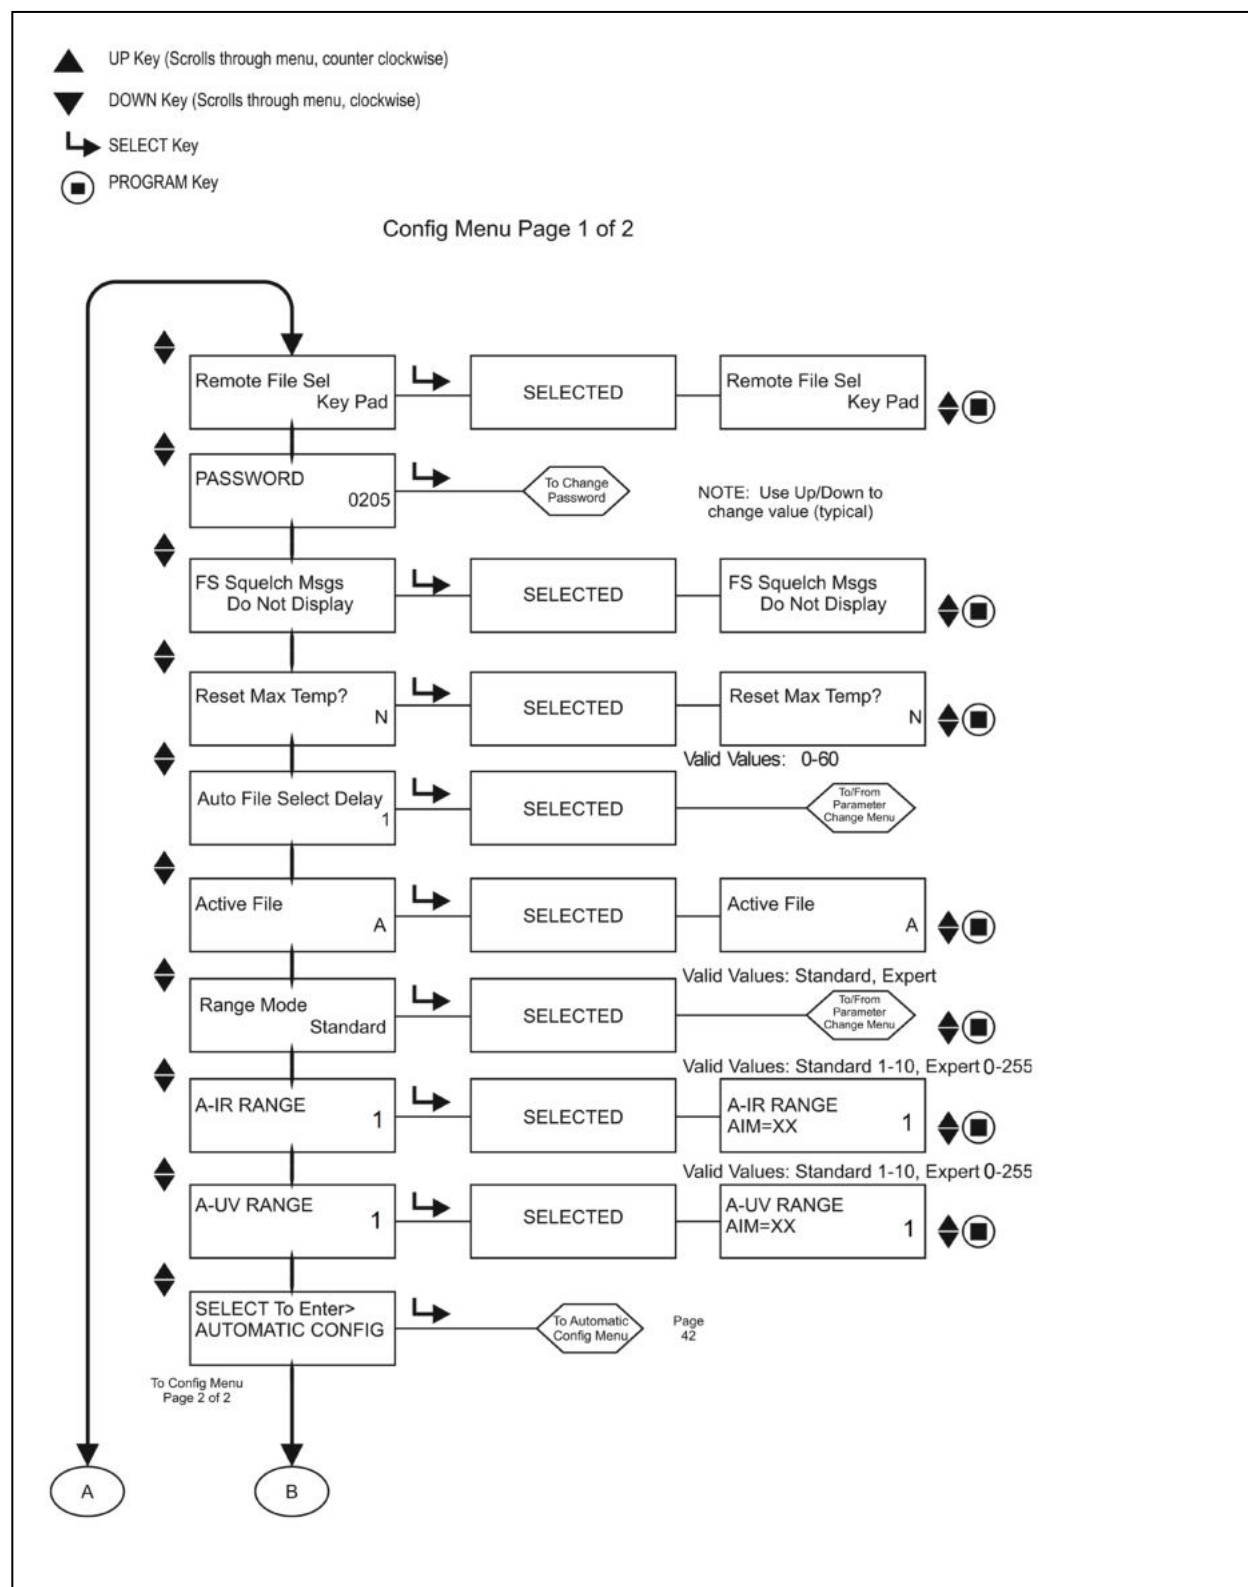 UP Key (Scrolls through menu, counter clockwise)
DOWN Key (Scrolls through menu, clockwise)
SELECT Key
PROGRAM Key
Config Menu Page 1 of 2
Remote File Sel
Key Pad
SELECTED
Remote File Sel
Key Pad
PASSWORD
0205
To Change
Password
NOTE: Use Up/Down to
change value (typical)
FS Squelch Msgs
Do Not Display
SELECTED
FS Squelch Msgs
Do Not Display
Reset Max Temp?
N
SELECTED
Reset Max Temp?
N
Valid Values: 0-60
Auto File Select Delay
1
SELECTED
To/From
Parameter
Change Menu
Active File
A
SELECTED
Active File
A
Valid Values: Standard, Expert
Range Mode
Standard
SELECTED
To/From
Parameter
Change Menu
Valid Values: Standard 1-10, Expert 0-255
A-IR RANGE
1
SELECTED
A-IR RANGE
AIM=XX
1
Valid Values: Standard 1-10, Expert 0-255
A-UV RANGE
1
SELECTED
A-UV RANGE
AIM=XX
1
SELECT To Enter>
AUTOMATIC CONFIG
To Automatic
Config Menu
Page
42
To Config Menu
Page 2 of 2
A
B